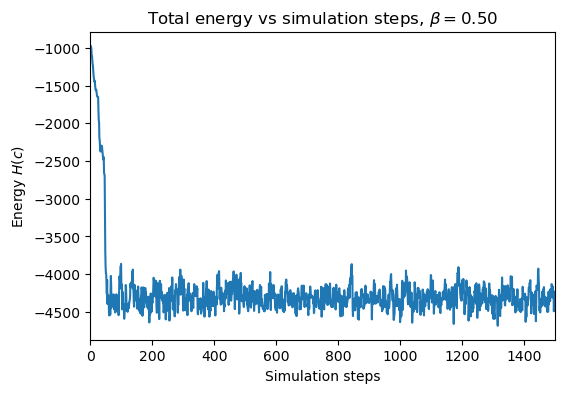 Total energy vs simulation steps, β = 0.50
Energy H(c)
−1000
−1500
−2000
−2500
−3000
−3500
−4000
−4500
0 200 400 600 800 1000 1200 1400
Simulation steps